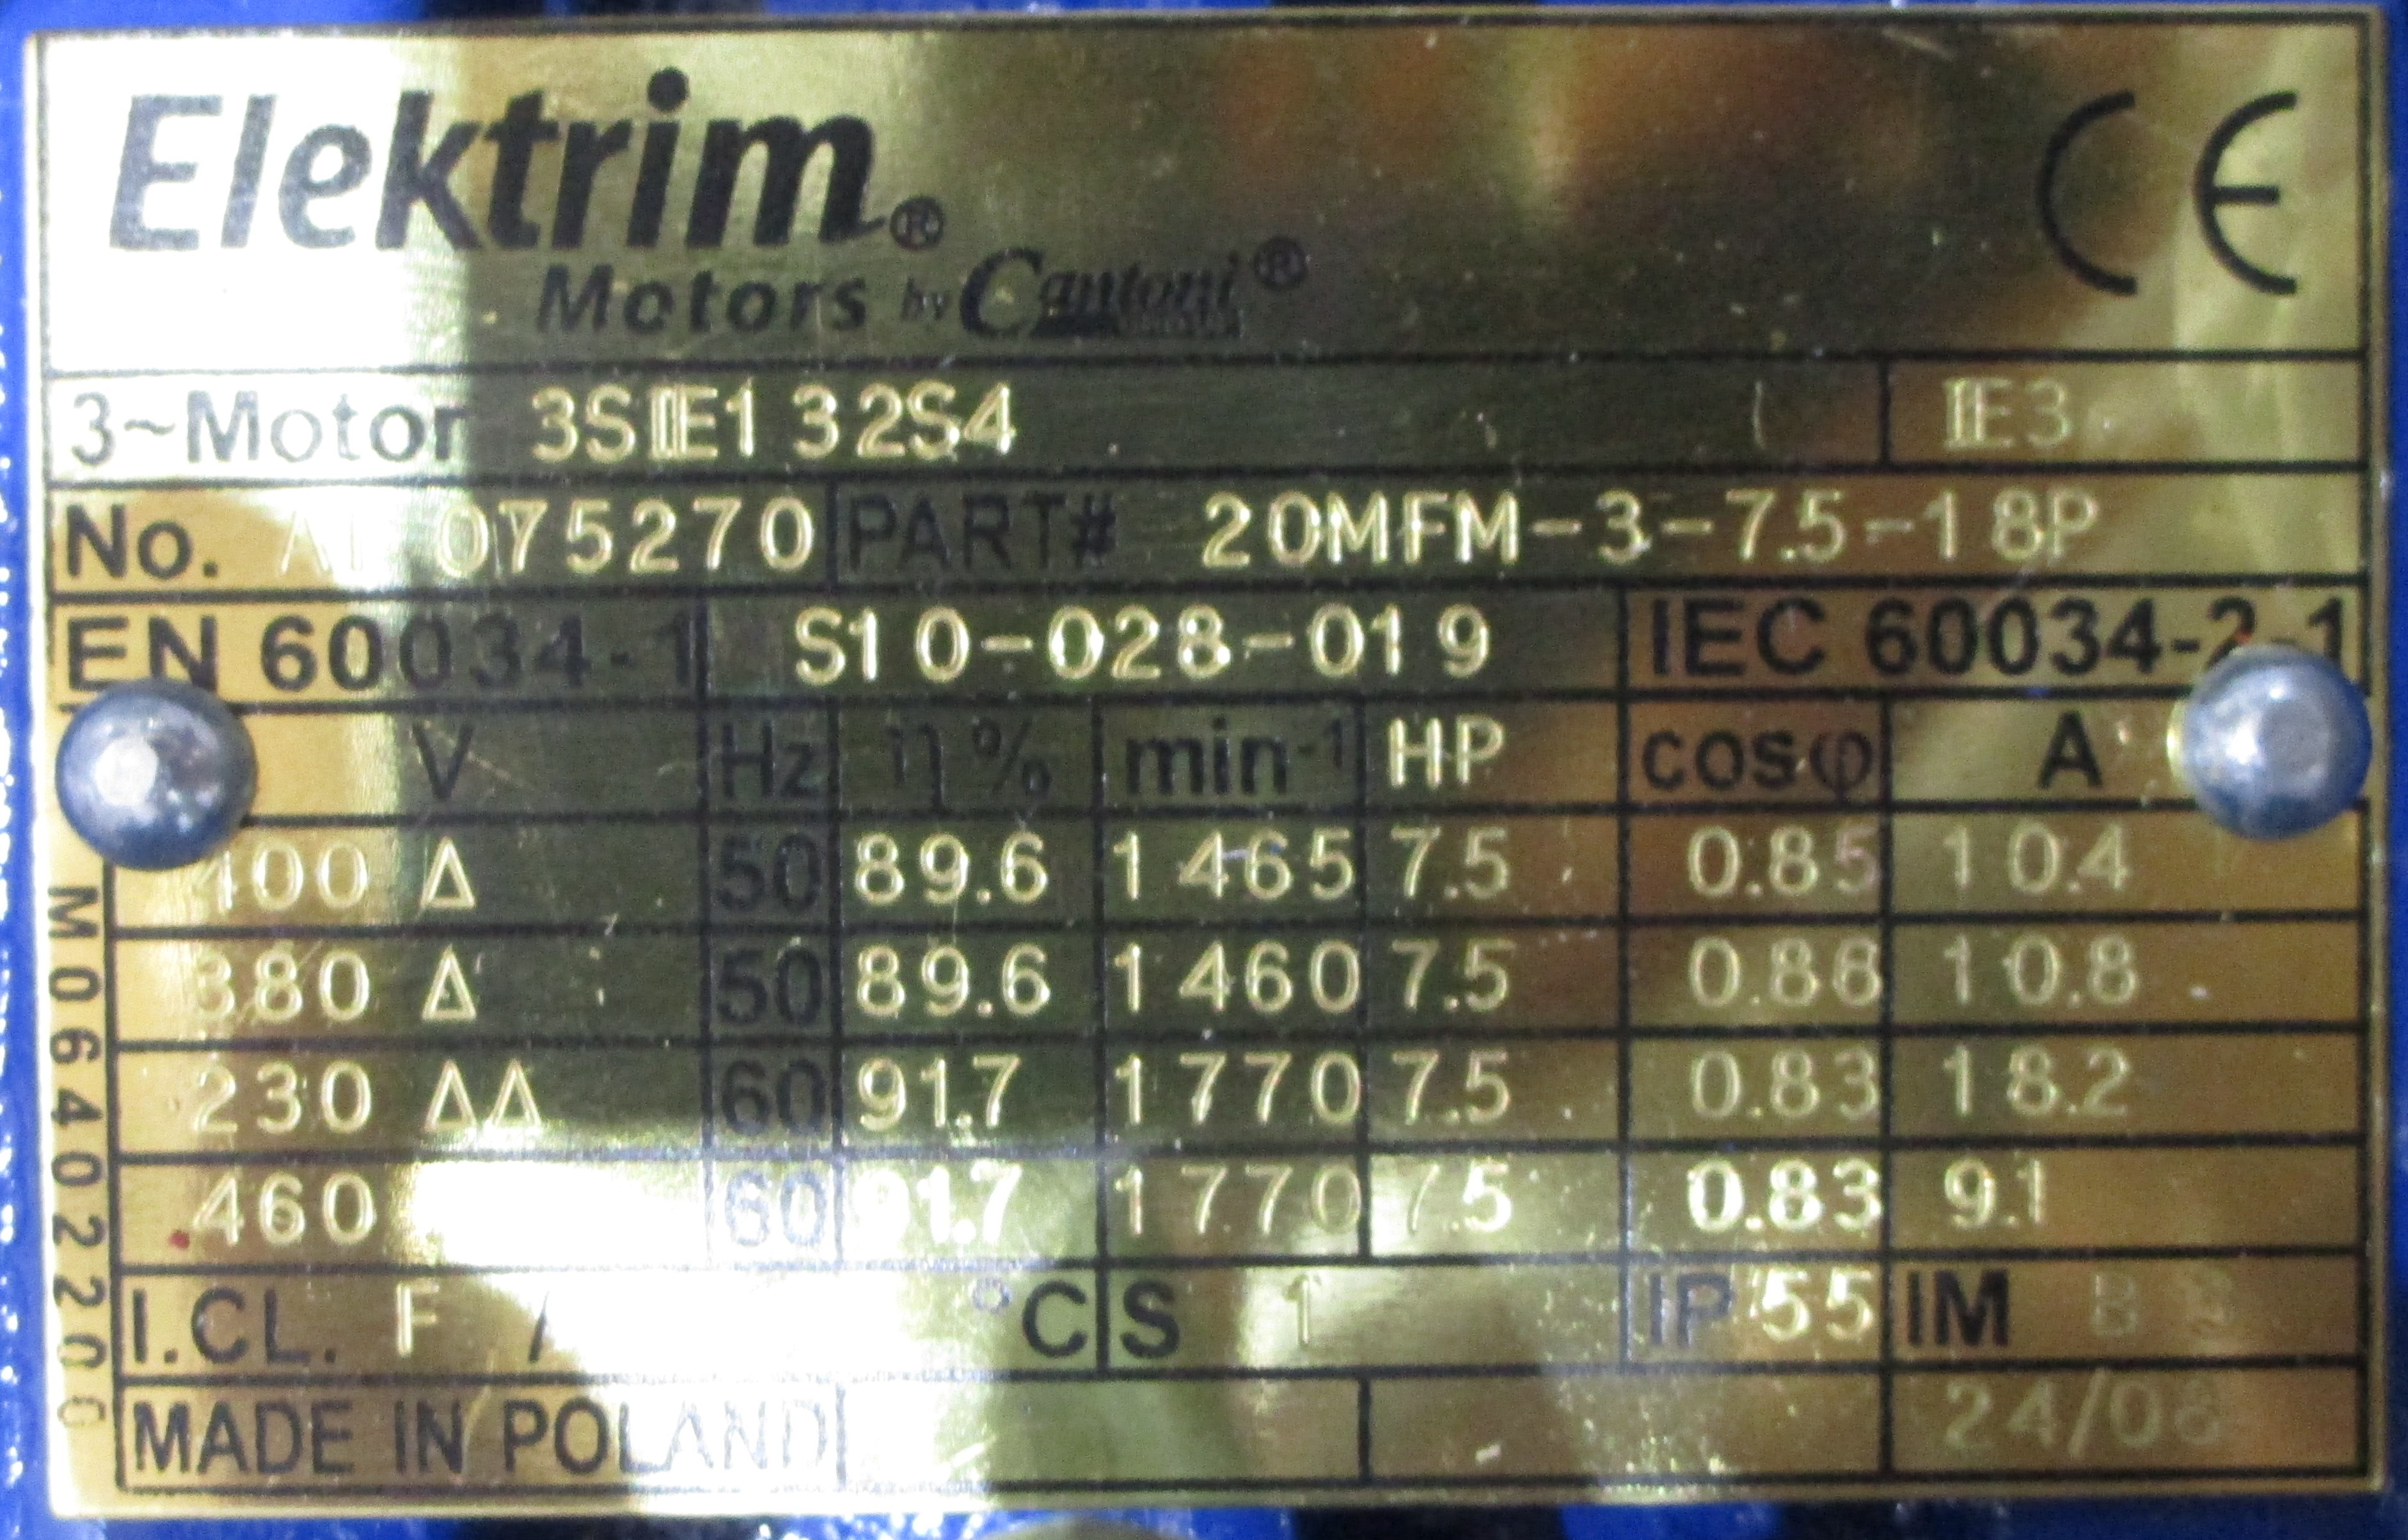 Elektrim®
Motors by Cantoni®
CE
3~Motor 3SIE132S4 IE3
No. 075270 PART# 20MFM-3-7.5-18P
EN 60034-1 S10-028-019 IEC 60034-2-1
V Hz η% min-1 HP cosφ A
400 Δ 50 89.6 1465 7.5 0.85 10.4
380 Δ 50 89.6 1460 7.5 0.86 10.8
230 ΔΔ 60 91.7 1770 7.5 0.83 18.2
460 60 91.7 1770 7.5 0.83 9.1
I.CL. F / °C S 1 IP 55 IM
MADE IN POLAND 24/08
M06402200